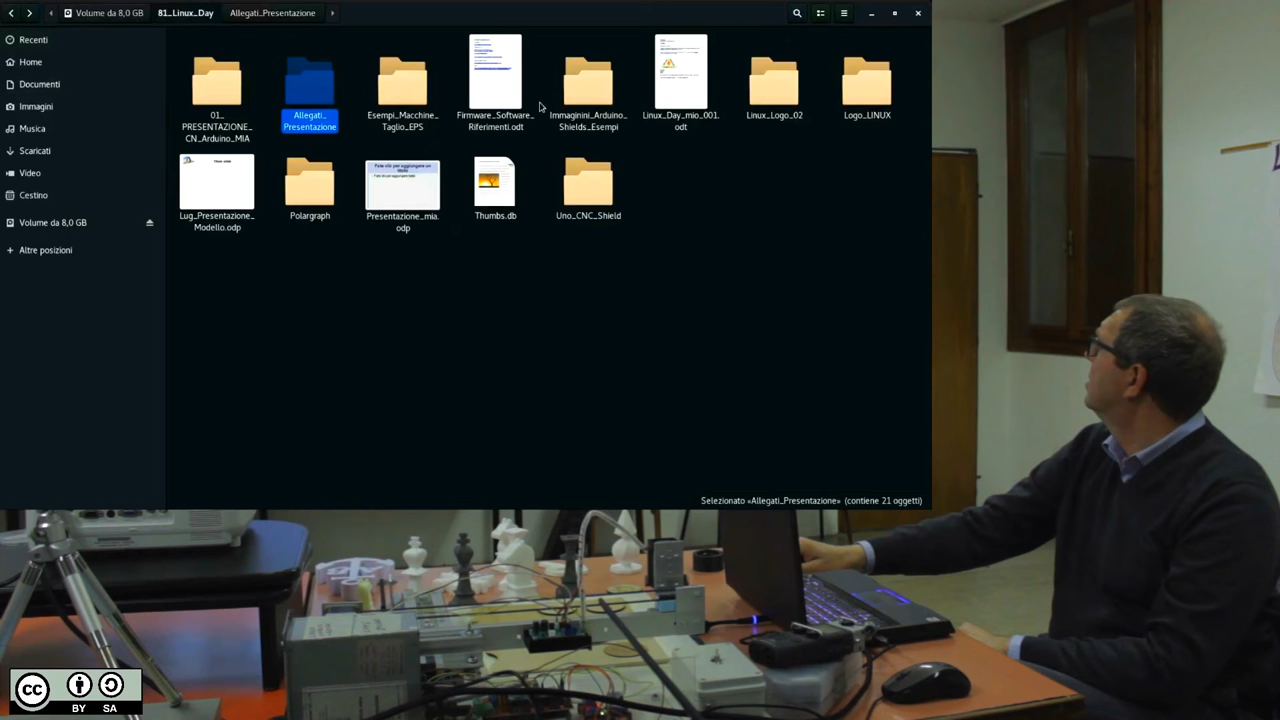 Volume da 8,0 GB
81_Linux_Day
Allegati_Presentazione
Recenti
Home
Documenti
Immagini
Musica
Scaricati
Video
Cestino
Volume da 8,0 GB
Altre posizioni
01_
PRESENTAZIONE_
CN_Arduino_MIA
Allegati_
Presentazione
Esempi_Macchine_
Taglio_EPS
Firmware_Software_
Riferimenti.odt
Immaginini_Arduino_
Shields_Esempi
Linux_Day_mio_001.
odt
Linux_Logo_02
Logo_LINUX
Lug_Presentazione_
Modello.odp
Polargraph
Presentazione_mia.
odp
Thumbs.db
Uno_CNC_Shield
Selezionato «Allegati_Presentazione» (contiene 21 oggetti)
cc
BY SA